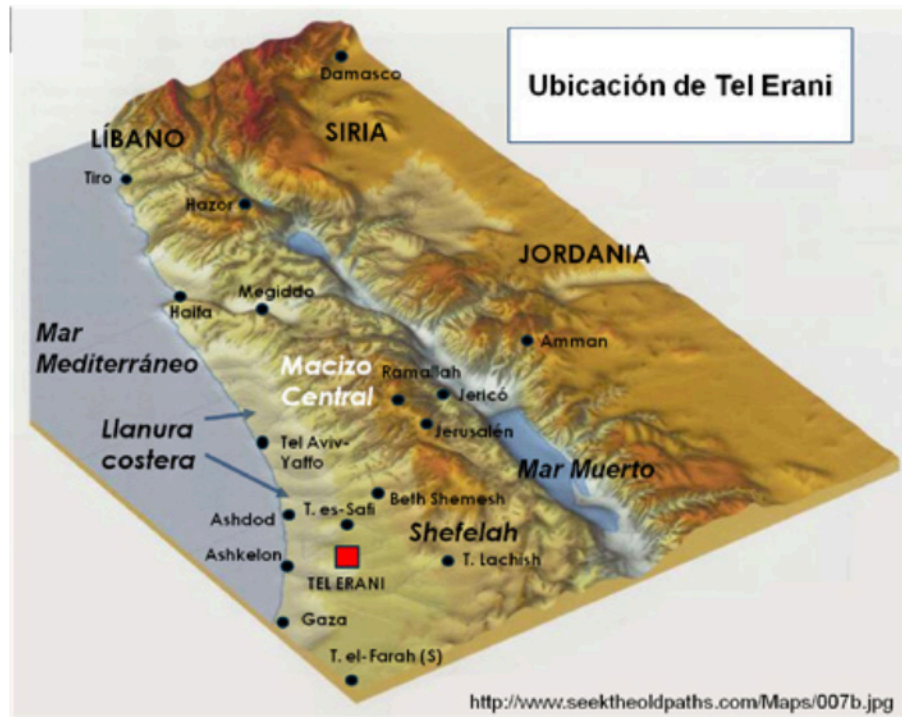 Ubicación de Tel Erani
Damasco
SIRIA
LÍBANO
Tiro
Hazor
JORDANIA
Haifa
Megiddo
Amman
Mar
Mediterráneo
Macizo
Central
Ramallah
Jericó
Jerusalén
Llanura
costera
Tel Aviv-
Yaffo
Mar Muerto
Beth Shemesh
T. es-Safi
Ashdod
Shefelah
Ashkelon
T. Lachish
TEL ERANI
Gaza
T. el-Farah (S)
http://www.seektheoldpaths.com/Maps/007b.jpg